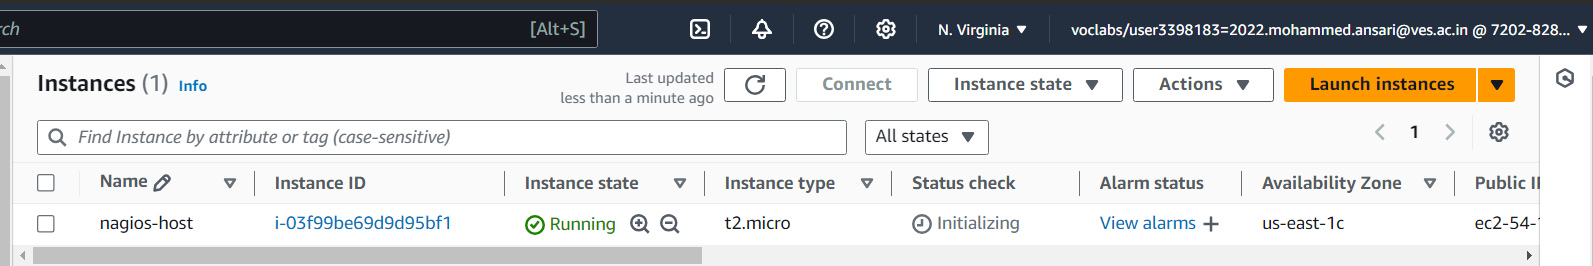 rch [Alt+S] N. Virginia voclabs/user3398183=2022.mohammed.ansari@ves.ac.in @ 7202-828...
Instances (1) Info Last updated less than a minute ago Connect Instance state Actions Launch instances
Find Instance by attribute or tag (case-sensitive) All states 1
Name Instance ID Instance state Instance type Status check Alarm status Availability Zone Public IP
nagios-host i-03f99be69d9d95bf1 Running t2.micro Initializing View alarms + us-east-1c ec2-54-